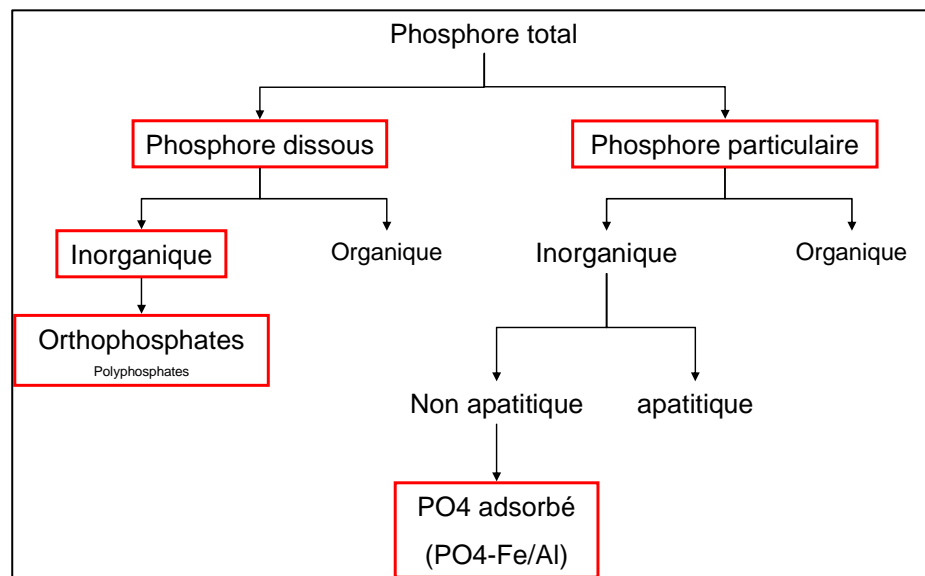 Phosphore total
Phosphore dissous
Phosphore particulaire
Inorganique
Organique
Inorganique
Organique
Orthophosphates
Polyphosphates
Non apatitique
apatitique
PO4 adsorbé
(PO4-Fe/Al)